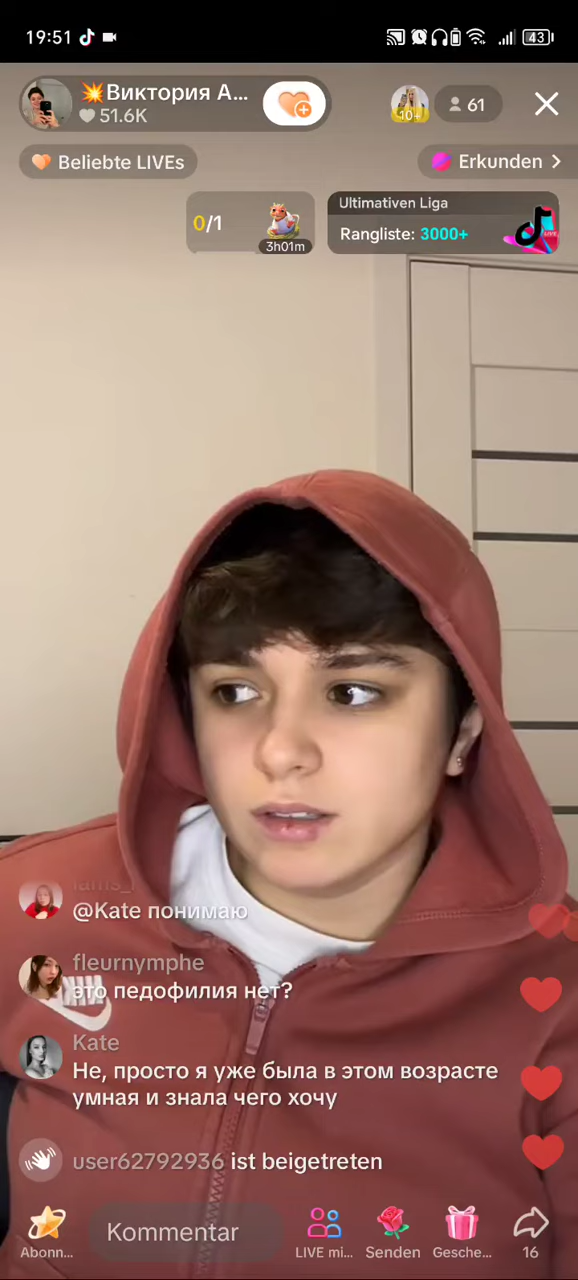 19:51
43
💥Виктория А...
51.6K
10+
61
Beliebte LIVEs
Erkunden >
0/1
3h01m
Ultimativen Liga
Rangliste: 3000+
LIVE
@Kate понимаю
fleurnymphe
это педофилия нет?
Kate
Не, просто я уже была в этом возрасте
умная и знала чего хочу
user62792936 ist beigetreten
Kommentar
Abonn...
LIVE mi...
Senden
Gesche...
16